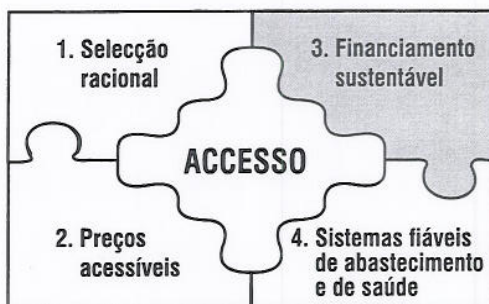 1. Selecção
racional
3. Financiamento
sustentável
ACCESSO
2. Preços
acessíveis
4. Sistemas fiáveis
de abastecimento
e de saúde